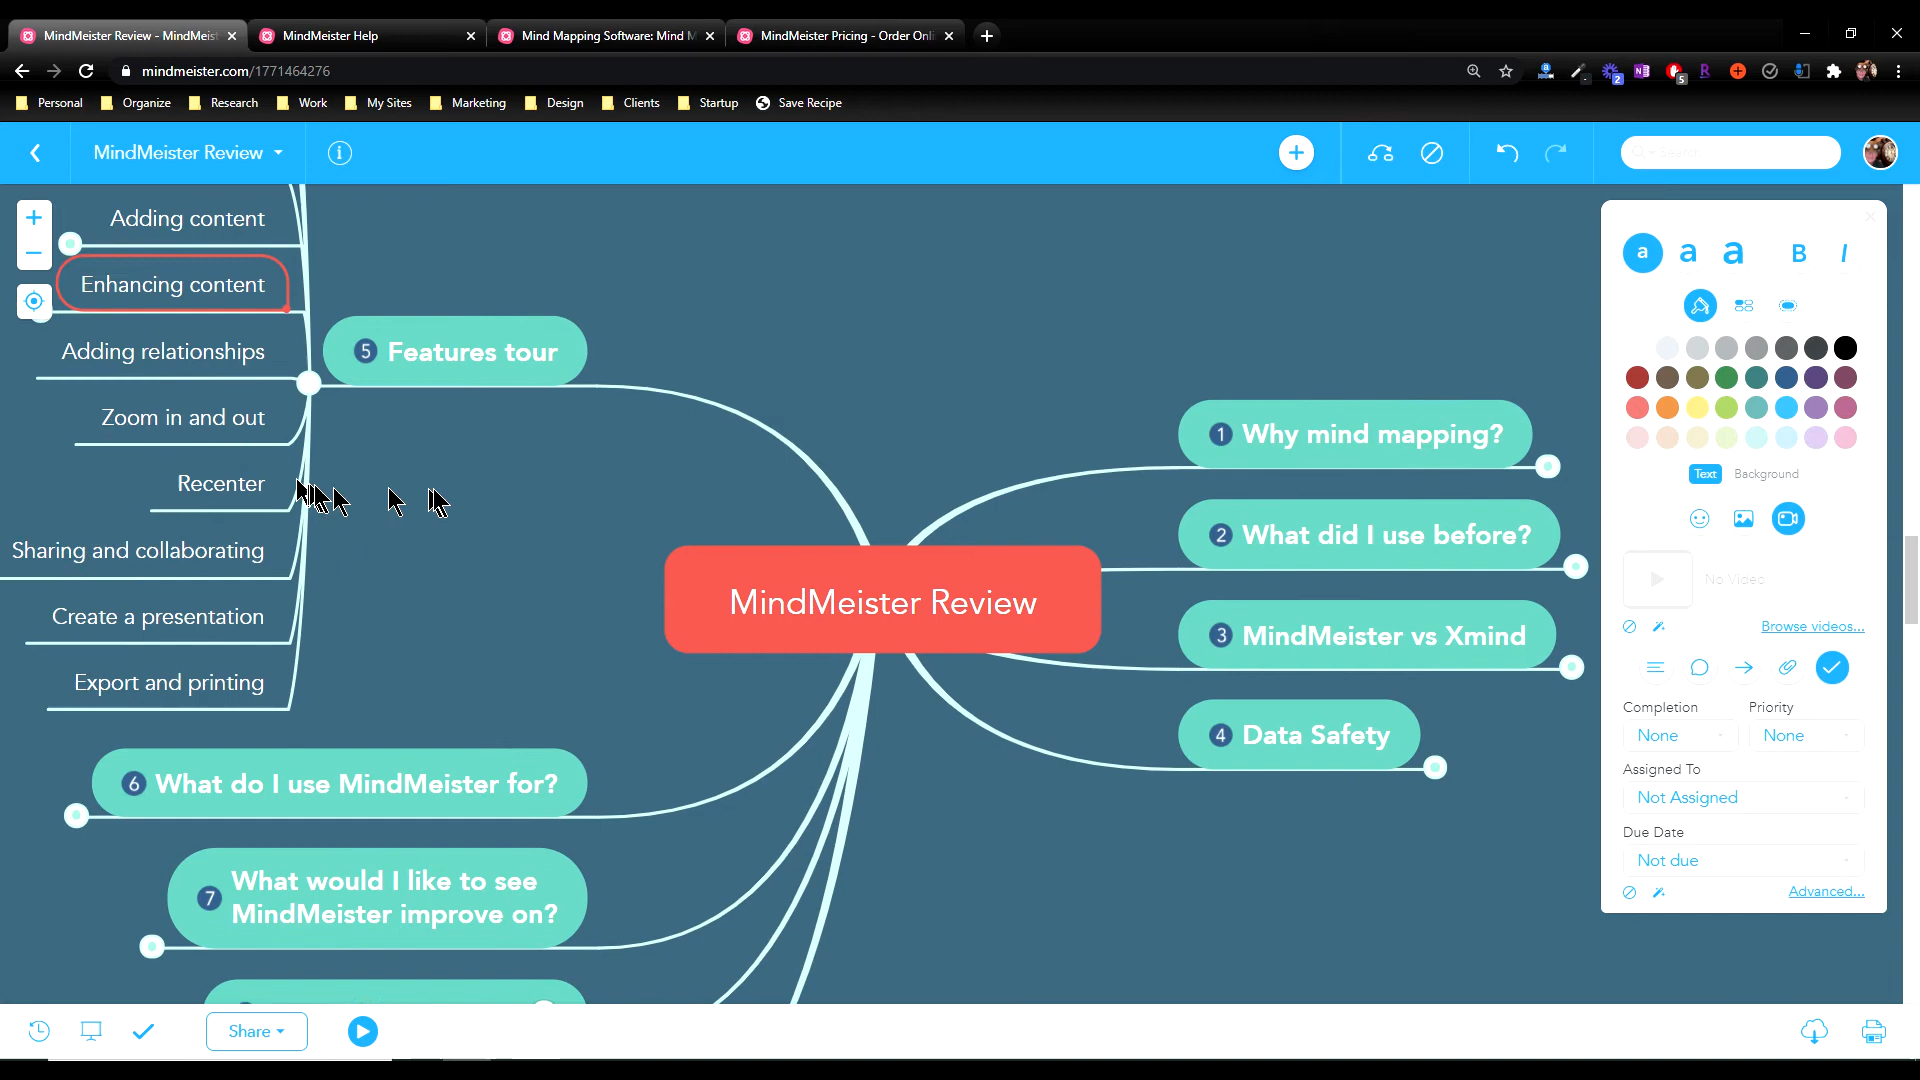 MindMeister Review - MindMeis
MindMeister Help
Mind Mapping Software: Mind M
MindMeister Pricing - Order Onli
mindmeister.com/1771464276
Personal
Organize
Research
Work
My Sites
Marketing
Design
Clients
Startup
Save Recipe
MindMeister Review
Search
Adding content
Enhancing content
Adding relationships
Zoom in and out
Recenter
Sharing and collaborating
Create a presentation
Export and printing
5 Features tour
6 What do I use MindMeister for?
7 What would I like to see
MindMeister improve on?
MindMeister Review
1 Why mind mapping?
2 What did I use before?
3 MindMeister vs Xmind
4 Data Safety
a a a B I
Text Background
No Video
Browse videos...
Completion Priority
None None
Assigned To
Not Assigned
Due Date
Not due
Advanced...
Share